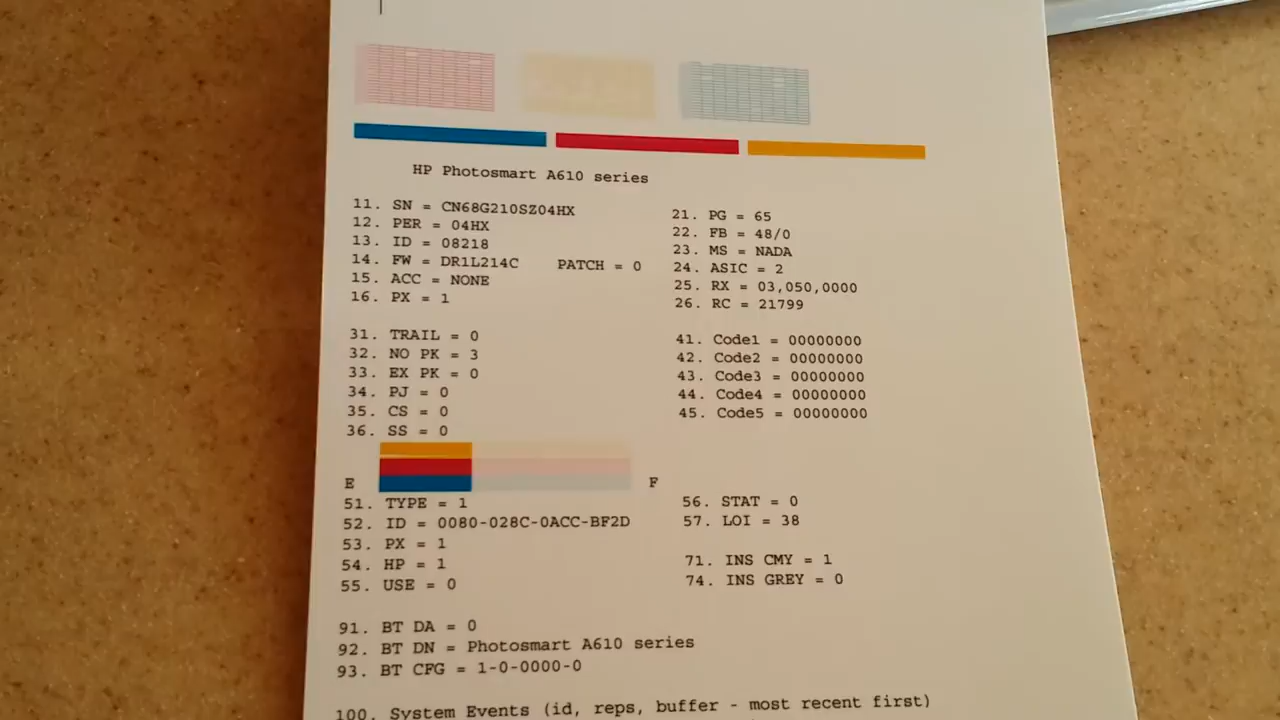 HP Photosmart A610 series
11. SN = CN68G210SZ04HX
12. PER = 04HX
13. ID = 08218
14. FW = DR1L214C PATCH = 0
15. ACC = NONE
16. PX = 1
21. PG = 65
22. FB = 48/0
23. MS = NADA
24. ASIC = 2
25. RX = 03,050,0000
26. RC = 21799
31. TRAIL = 0
32. NO PK = 3
33. EX PK = 0
34. PJ = 0
35. CS = 0
36. SS = 0
41. Code1 = 00000000
42. Code2 = 00000000
43. Code3 = 00000000
44. Code4 = 00000000
45. Code5 = 00000000
E F
51. TYPE = 1
52. ID = 0080-028C-0ACC-BF2D
53. PX = 1
54. HP = 1
55. USE = 0
56. STAT = 0
57. LOI = 38
71. INS CMY = 1
74. INS GREY = 0
91. BT DA = 0
92. BT DN = Photosmart A610 series
93. BT CFG = 1-0-0000-0
100. System Events (id, reps, buffer - most recent first)